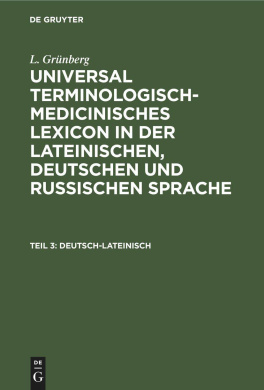 DE GRUYTER
L. Grünberg
UNIVERSAL
TERMINOLOGISCH-
MEDICINISCHES
LEXICON IN DER
LATEINISCHEN,
DEUTSCHEN UND
RUSSISCHEN SPRACHE
TEIL 3: DEUTSCH-LATEINISCH
DE
G